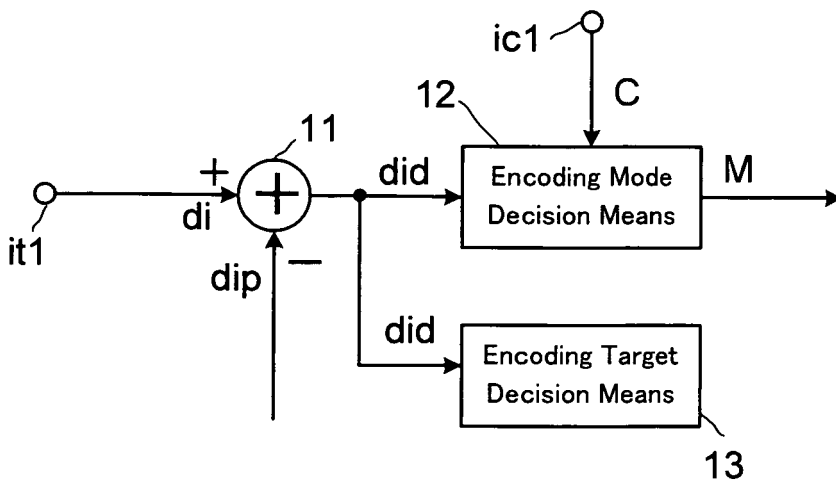 ic1
12
C
11
+
did
Encoding Mode
Decision Means
M
+
di
it1
dip
−
did
Encoding Target
Decision Means
13